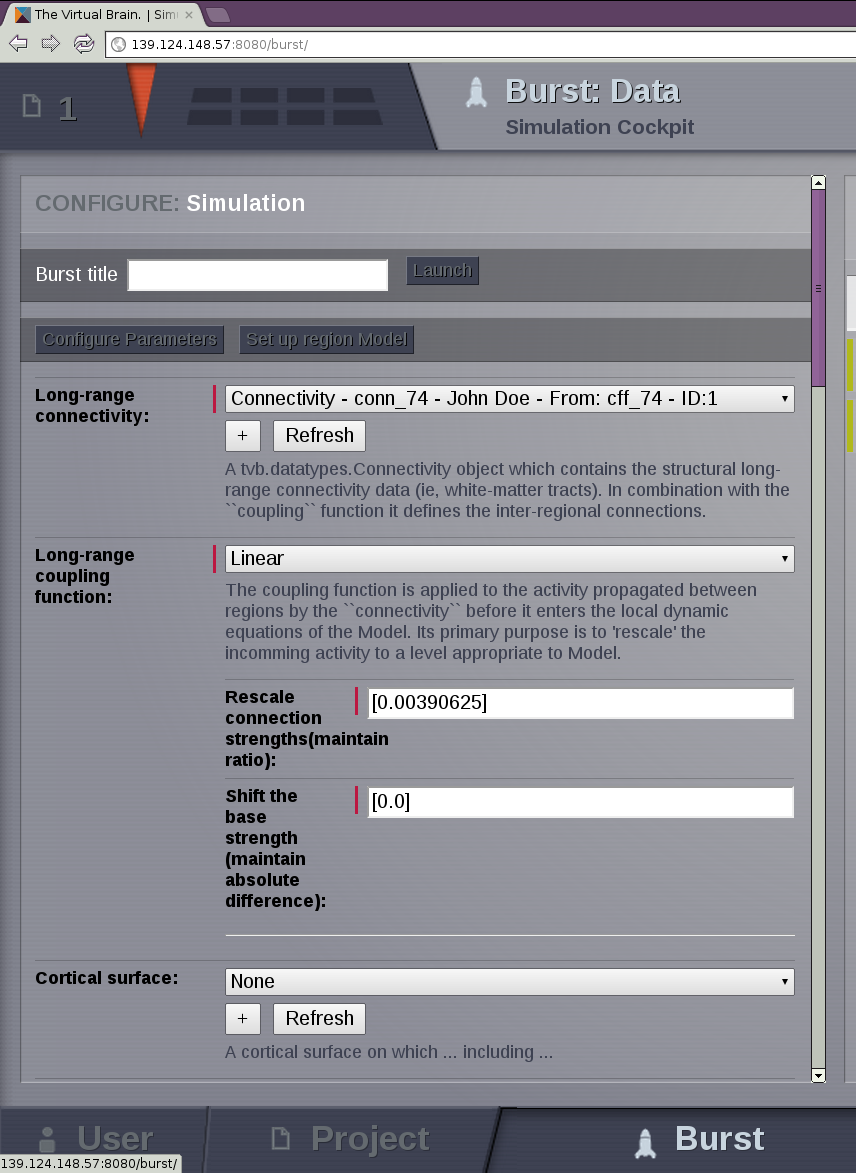 The Virtual Brain. | Sim
139.124.148.57:8080/burst/
1
Burst: Data
Simulation Cockpit
CONFIGURE: Simulation
Burst title
Launch
Configure Parameters Set up region Model
Long-range
connectivity:
Connectivity - conn_74 - John Doe - From: cff_74 - ID:1
+ Refresh
A tvb.datatypes.Connectivity object which contains the structural long-
range connectivity data (ie, white-matter tracts). In combination with the
``coupling`` function it defines the inter-regional connections.
Long-range
coupling
function:
Linear
The coupling function is applied to the activity propagated between
regions by the ``connectivity`` before it enters the local dynamic
equations of the Model. Its primary purpose is to 'rescale' the
incomming activity to a level appropriate to Model.
Rescale
connection
strengths(maintain
ratio):
[0.00390625]
Shift the
base
strength
(maintain
absolute
difference):
[0.0]
Cortical surface:
None
+ Refresh
A cortical surface on which ... including ...
User Project Burst
139.124.148.57:8080/burst/